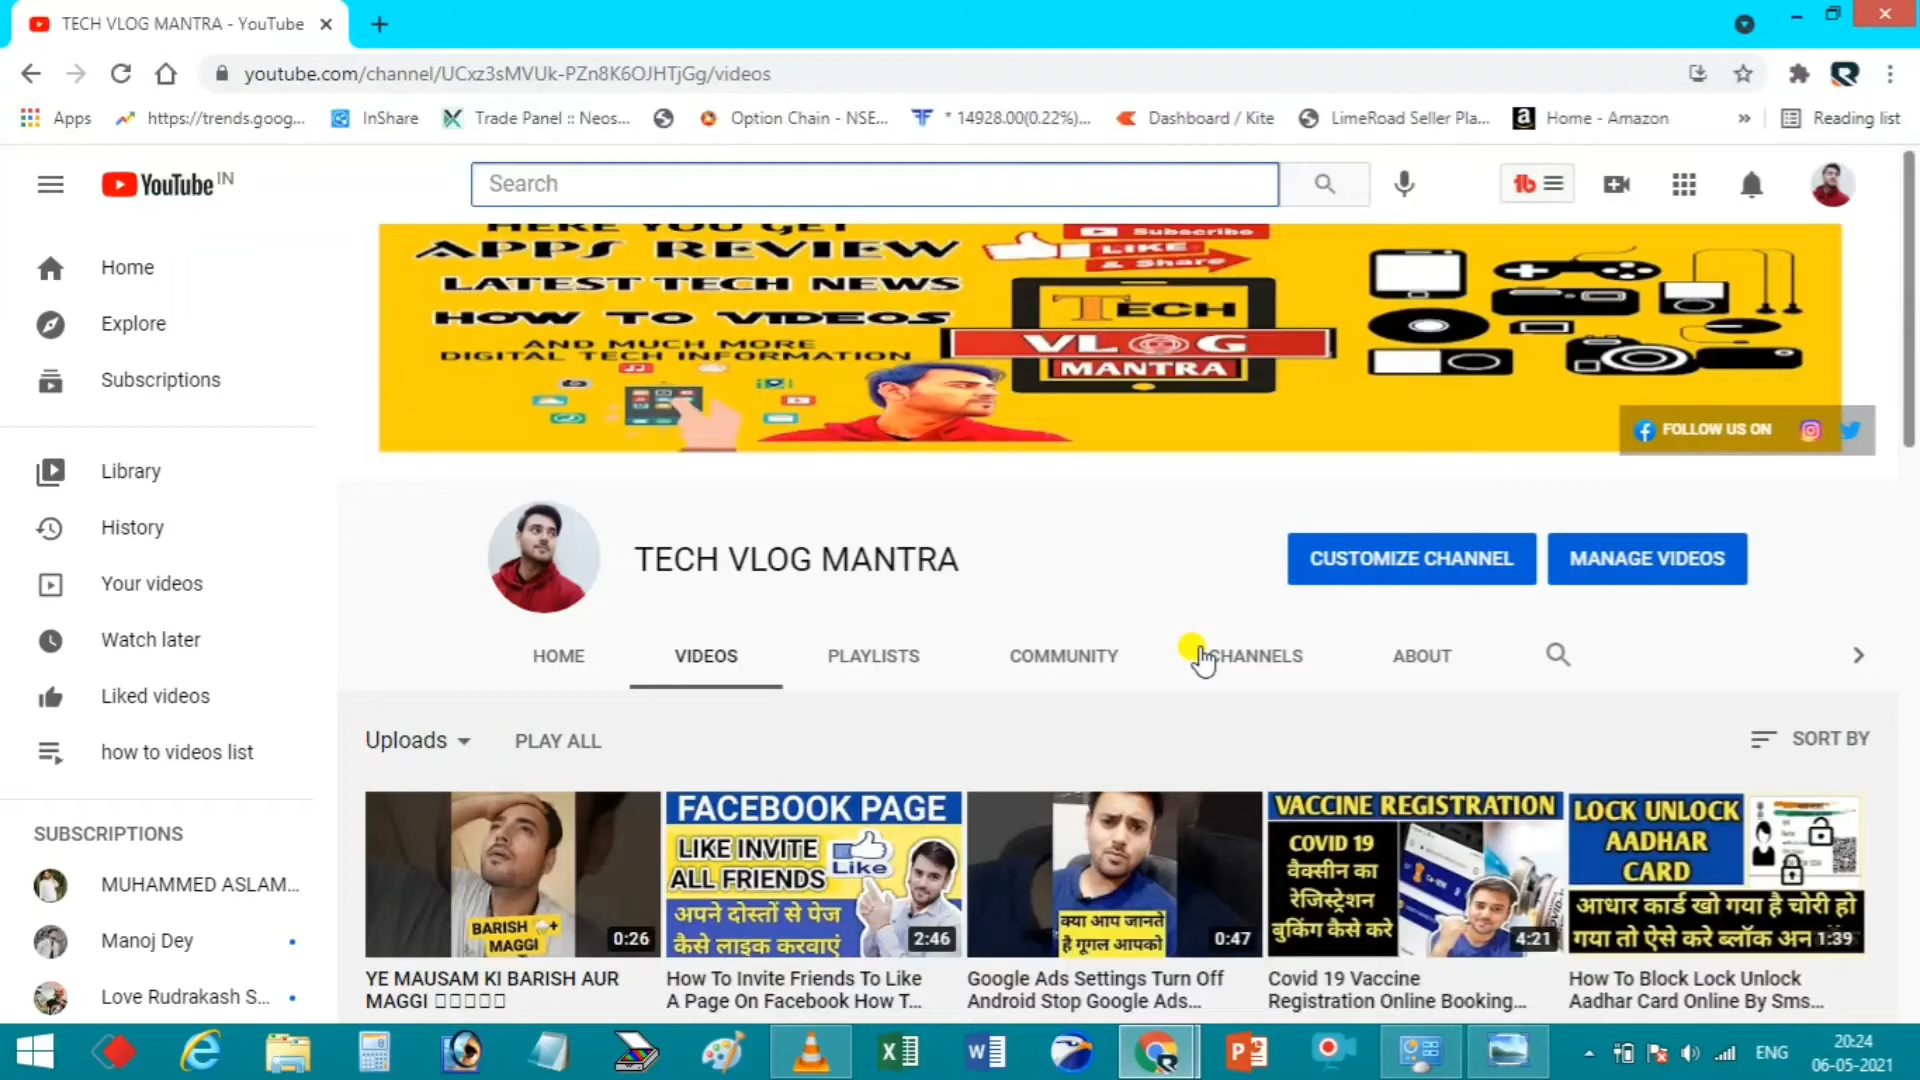 TECH VLOG MANTRA - YouTube
youtube.com/channel/UCxz3sMVUk-PZn8K6OJHTjGg/videos
Apps
https://trends.goog...
InShare
Trade Panel :: Neos...
Option Chain - NSE...
* 14928.00(0.22%)...
Dashboard / Kite
LimeRoad Seller Pla...
Home - Amazon
Reading list
YouTube IN
Search
HERE YOU GET
APPS REVIEW
LATEST TECH NEWS
HOW TO VIDEOS
AND MUCH MORE
DIGITAL TECH INFORMATION
Subscribe
LIKE
& Share
TECH
VLOG
MANTRA
FOLLOW US ON
Home
Explore
Subscriptions
Library
History
Your videos
Watch later
Liked videos
how to videos list
SUBSCRIPTIONS
MUHAMMED ASLAM...
Manoj Dey
Love Rudrakash S...
TECH VLOG MANTRA
CUSTOMIZE CHANNEL
MANAGE VIDEOS
HOME
VIDEOS
PLAYLISTS
COMMUNITY
CHANNELS
ABOUT
Uploads
PLAY ALL
SORT BY
BARISH +
MAGGI
0:26
YE MAUSAM KI BARISH AUR
MAGGI
FACEBOOK PAGE
LIKE INVITE
ALL FRIENDS
Like
अपने दोस्तों से पेज
कैसे लाइक करवाएं
2:46
How To Invite Friends To Like
A Page On Facebook How T...
क्या आप जानते
है गूगल आपको
0:47
Google Ads Settings Turn Off
Android Stop Google Ads...
VACCINE REGISTRATION
COVID 19
वैक्सीन का
रेजिस्ट्रेशन
बुकिंग कैसे करे
4:21
Covid 19 Vaccine
Registration Online Booking...
LOCK UNLOCK
AADHAR
CARD
आधार कार्ड खो गया है चोरी हो
गया तो ऐसे करे ब्लॉक अन
1:39
How To Block Lock Unlock
Aadhar Card Online By Sms...
ENG
20:24
06-05-2021